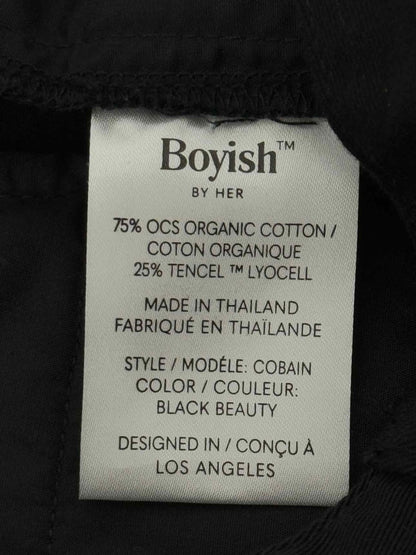 Boyish™
BY HER
75% OCS ORGANIC COTTON /
COTON ORGANIQUE
25% TENCEL ™ LYOCELL
MADE IN THAILAND
FABRIQUÉ EN THAÏLANDE
STYLE / MODÉLE: COBAIN
COLOR / COULEUR:
BLACK BEAUTY
DESIGNED IN / CONÇU À
LOS ANGELES